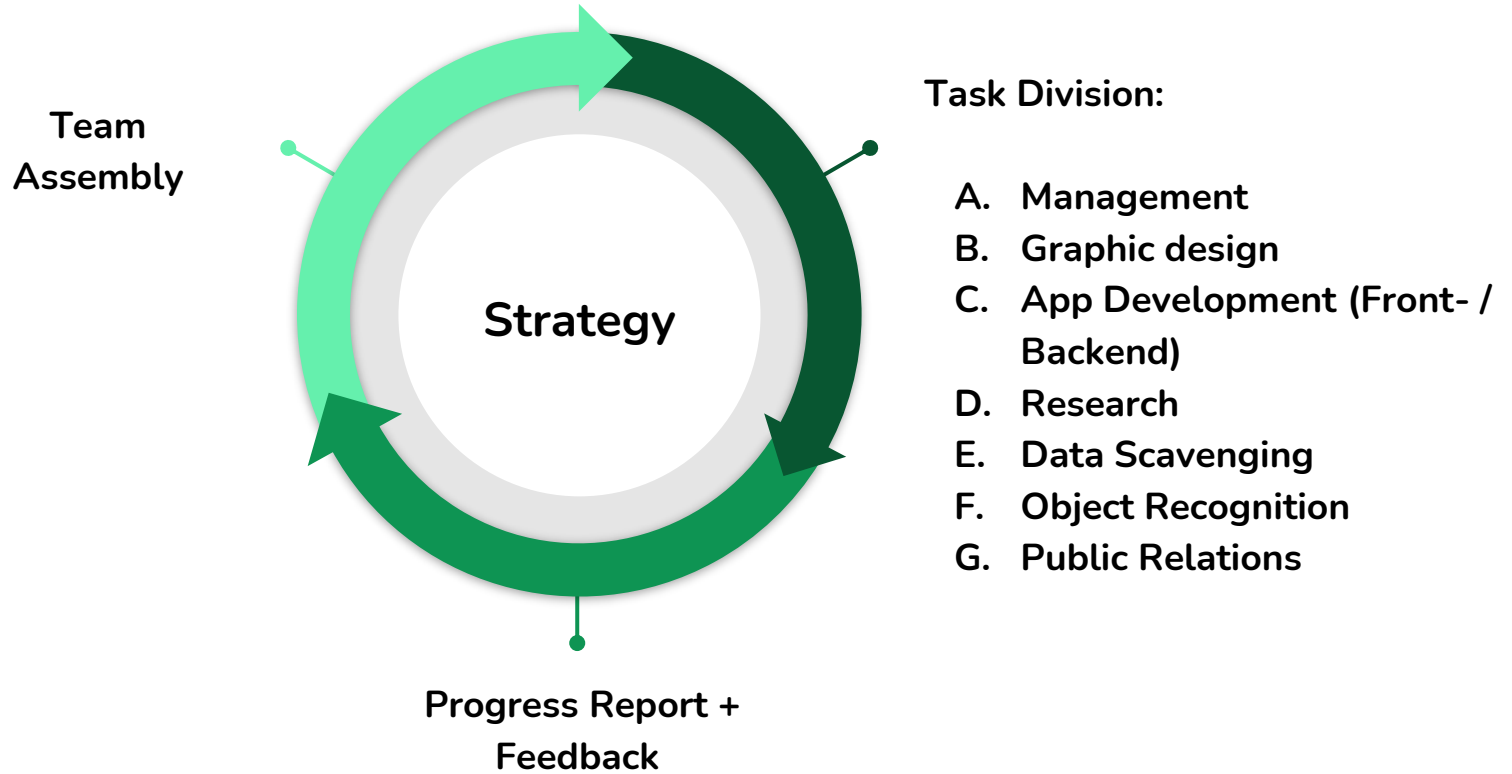 Team
Assembly
Strategy
Task Division:
A. Management
B. Graphic design
C. App Development (Front- /
Backend)
D. Research
E. Data Scavenging
F. Object Recognition
G. Public Relations
Progress Report +
Feedback